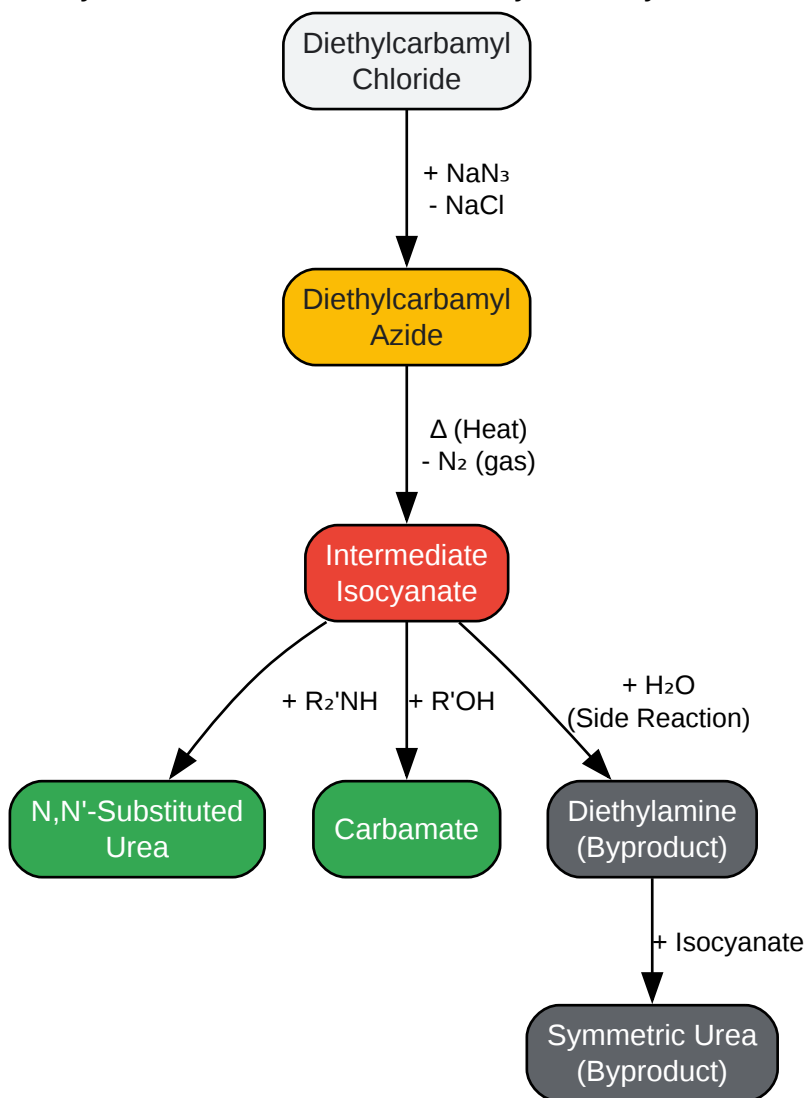 Diethylcarbamyl
Chloride
+ NaN₃
- NaCl
Diethylcarbamyl
Azide
Δ (Heat)
- N₂ (gas)
Intermediate
Isocyanate
+ R₂'NH
+ R'OH
+ H₂O
(Side Reaction)
N,N'-Substituted
Urea
Carbamate
Diethylamine
(Byproduct)
+ Isocyanate
Symmetric Urea
(Byproduct)